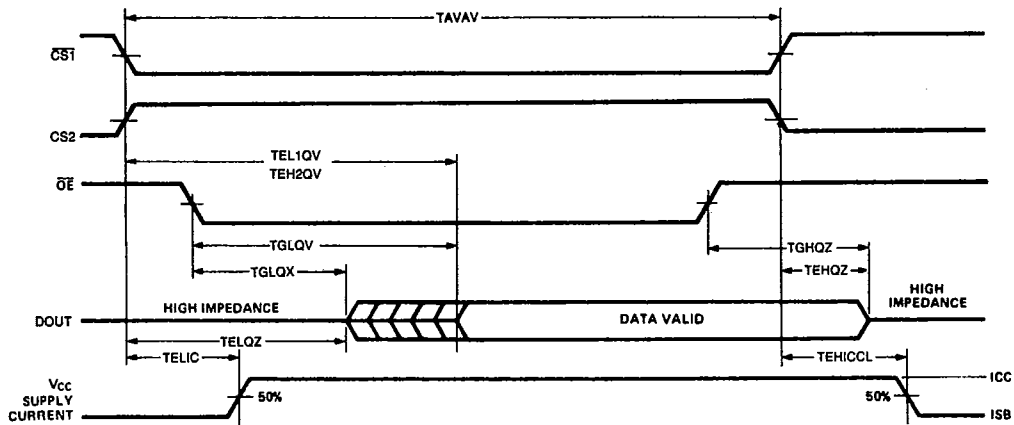 TAVAV
CS1
CS2
TEL1QV
TEH2QV
OE
TGLQV
TGHQZ
TGLQX
TEHQZ
HIGH IMPEDANCE
HIGH
IMPEDANCE
DOUT
DATA VALID
TELQZ
TELIC
TEHICCL
VCC
SUPPLY
CURRENT
50%
50%
ICC
ISB